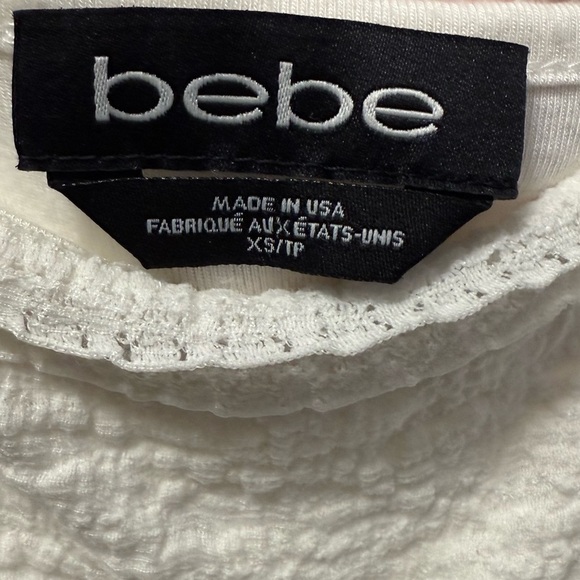 bebe
MADE IN USA
FABRIQUÉ AUX ÉTATS-UNIS
XS/TP